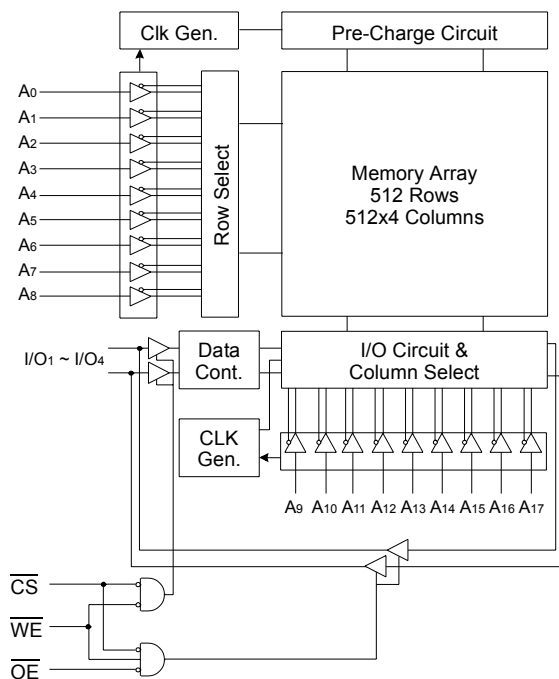 Clk Gen.
Pre-Charge Circuit
A0
A1
A2
A3
A4
A5
A6
A7
A8
Row Select
Memory Array
512 Rows
512x4 Columns
I/O1 ~ I/O4
Data
Cont.
I/O Circuit &
Column Select
CLK
Gen.
A9 A10 A11 A12 A13 A14 A15 A16 A17
CS
WE
OE